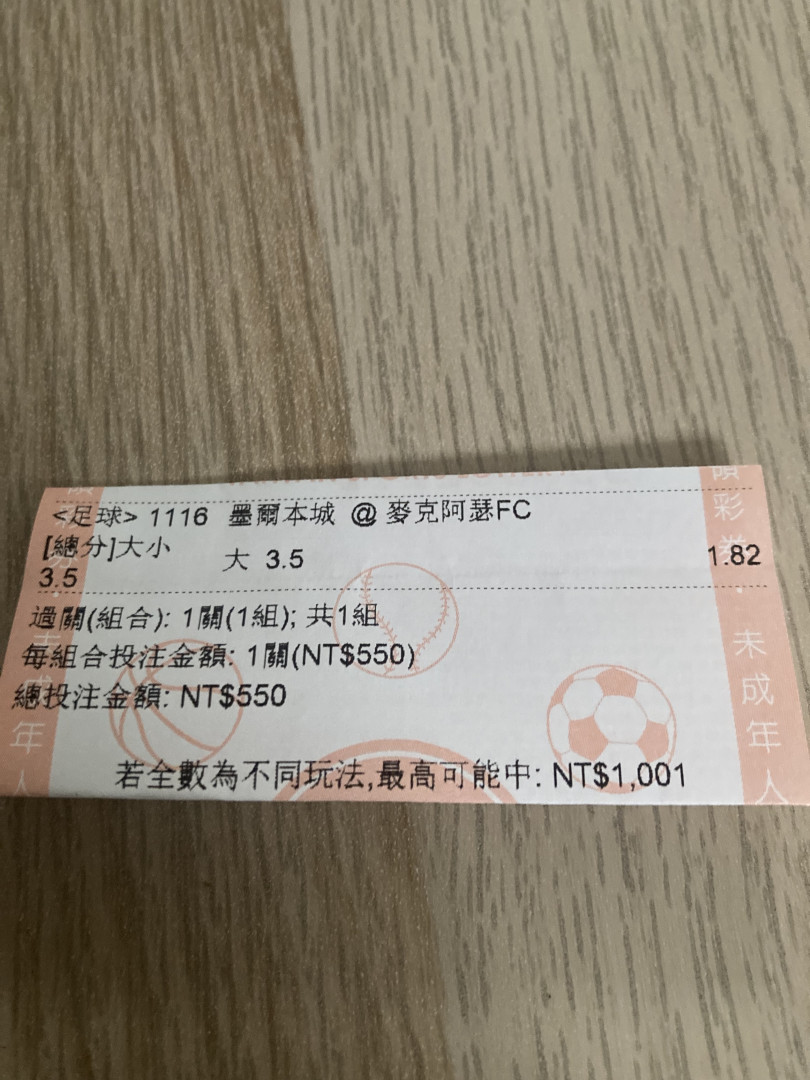 <足球> 1116 墨爾本城 @ 麥克阿瑟FC
[總分]大小 大 3.5 1.82
3.5
過關(組合): 1關(1組); 共1組
每組合投注金額: 1關(NT$550)
總投注金額: NT$550
若全數為不同玩法,最高可能中: NT$1,001
彩券·未成年人
年人